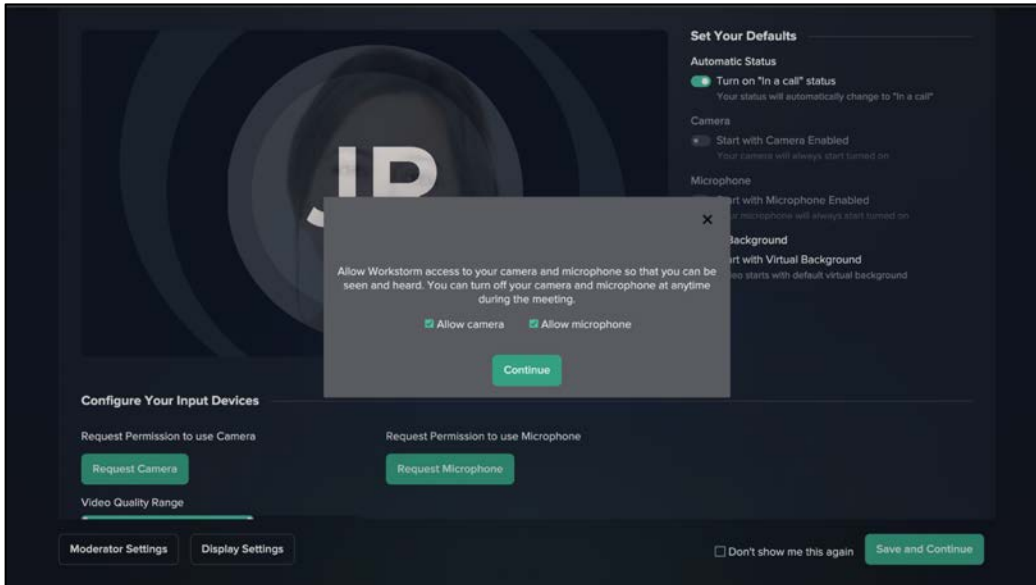 Set Your Defaults
Automatic Status
Turn on "In a call" status
Your status will automatically change to "In a call"
Camera
Start with Camera Enabled
Your camera will always start turned on
Microphone
art with Microphone Enabled
ur microphone will always start turned on
Background
art with Virtual Background
deo starts with default virtual background
JB
Allow Workstorm access to your camera and microphone so that you can be
seen and heard. You can turn off your camera and microphone at anytime
during the meeting.
Allow camera
Allow microphone
Continue
Configure Your Input Devices
Request Permission to use Camera
Request Permission to use Microphone
Request Camera
Request Microphone
Video Quality Range
Moderator Settings
Display Settings
Don't show me this again
Save and Continue